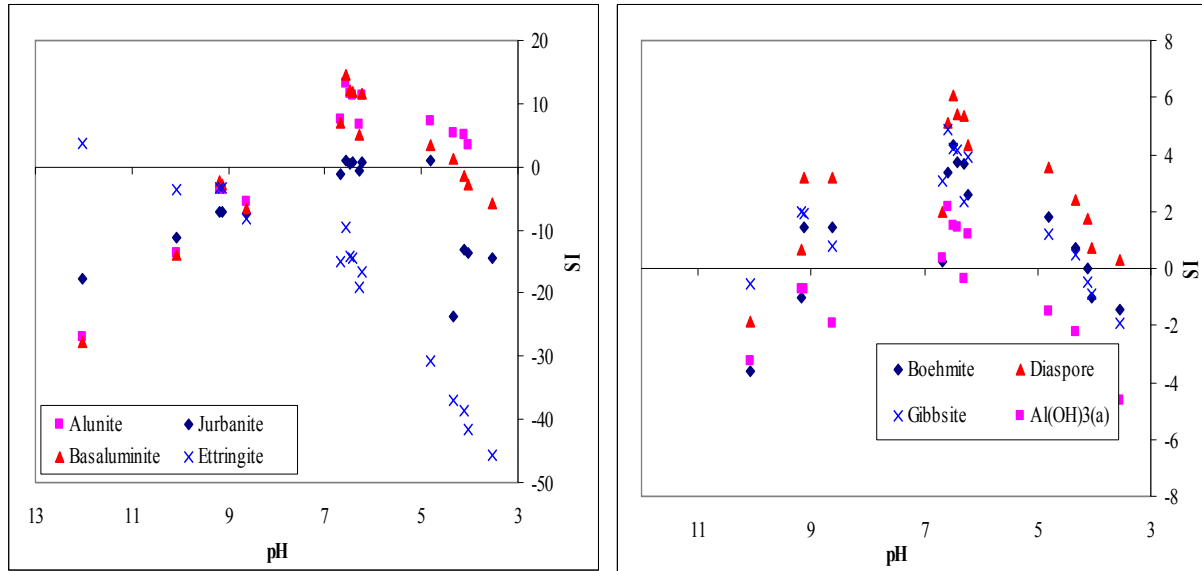 20
10
0
-10
-20
-30
-40
-50
SI
13 11 9 7 5 3
pH
Alunite Jurbanite
Basaluminite Ettringite
8
6
4
2
0
-2
-4
-6
-8
SI
11 9 7 5 3
pH
Boehmite Diaspore
Gibbsite Al(OH)3(a)